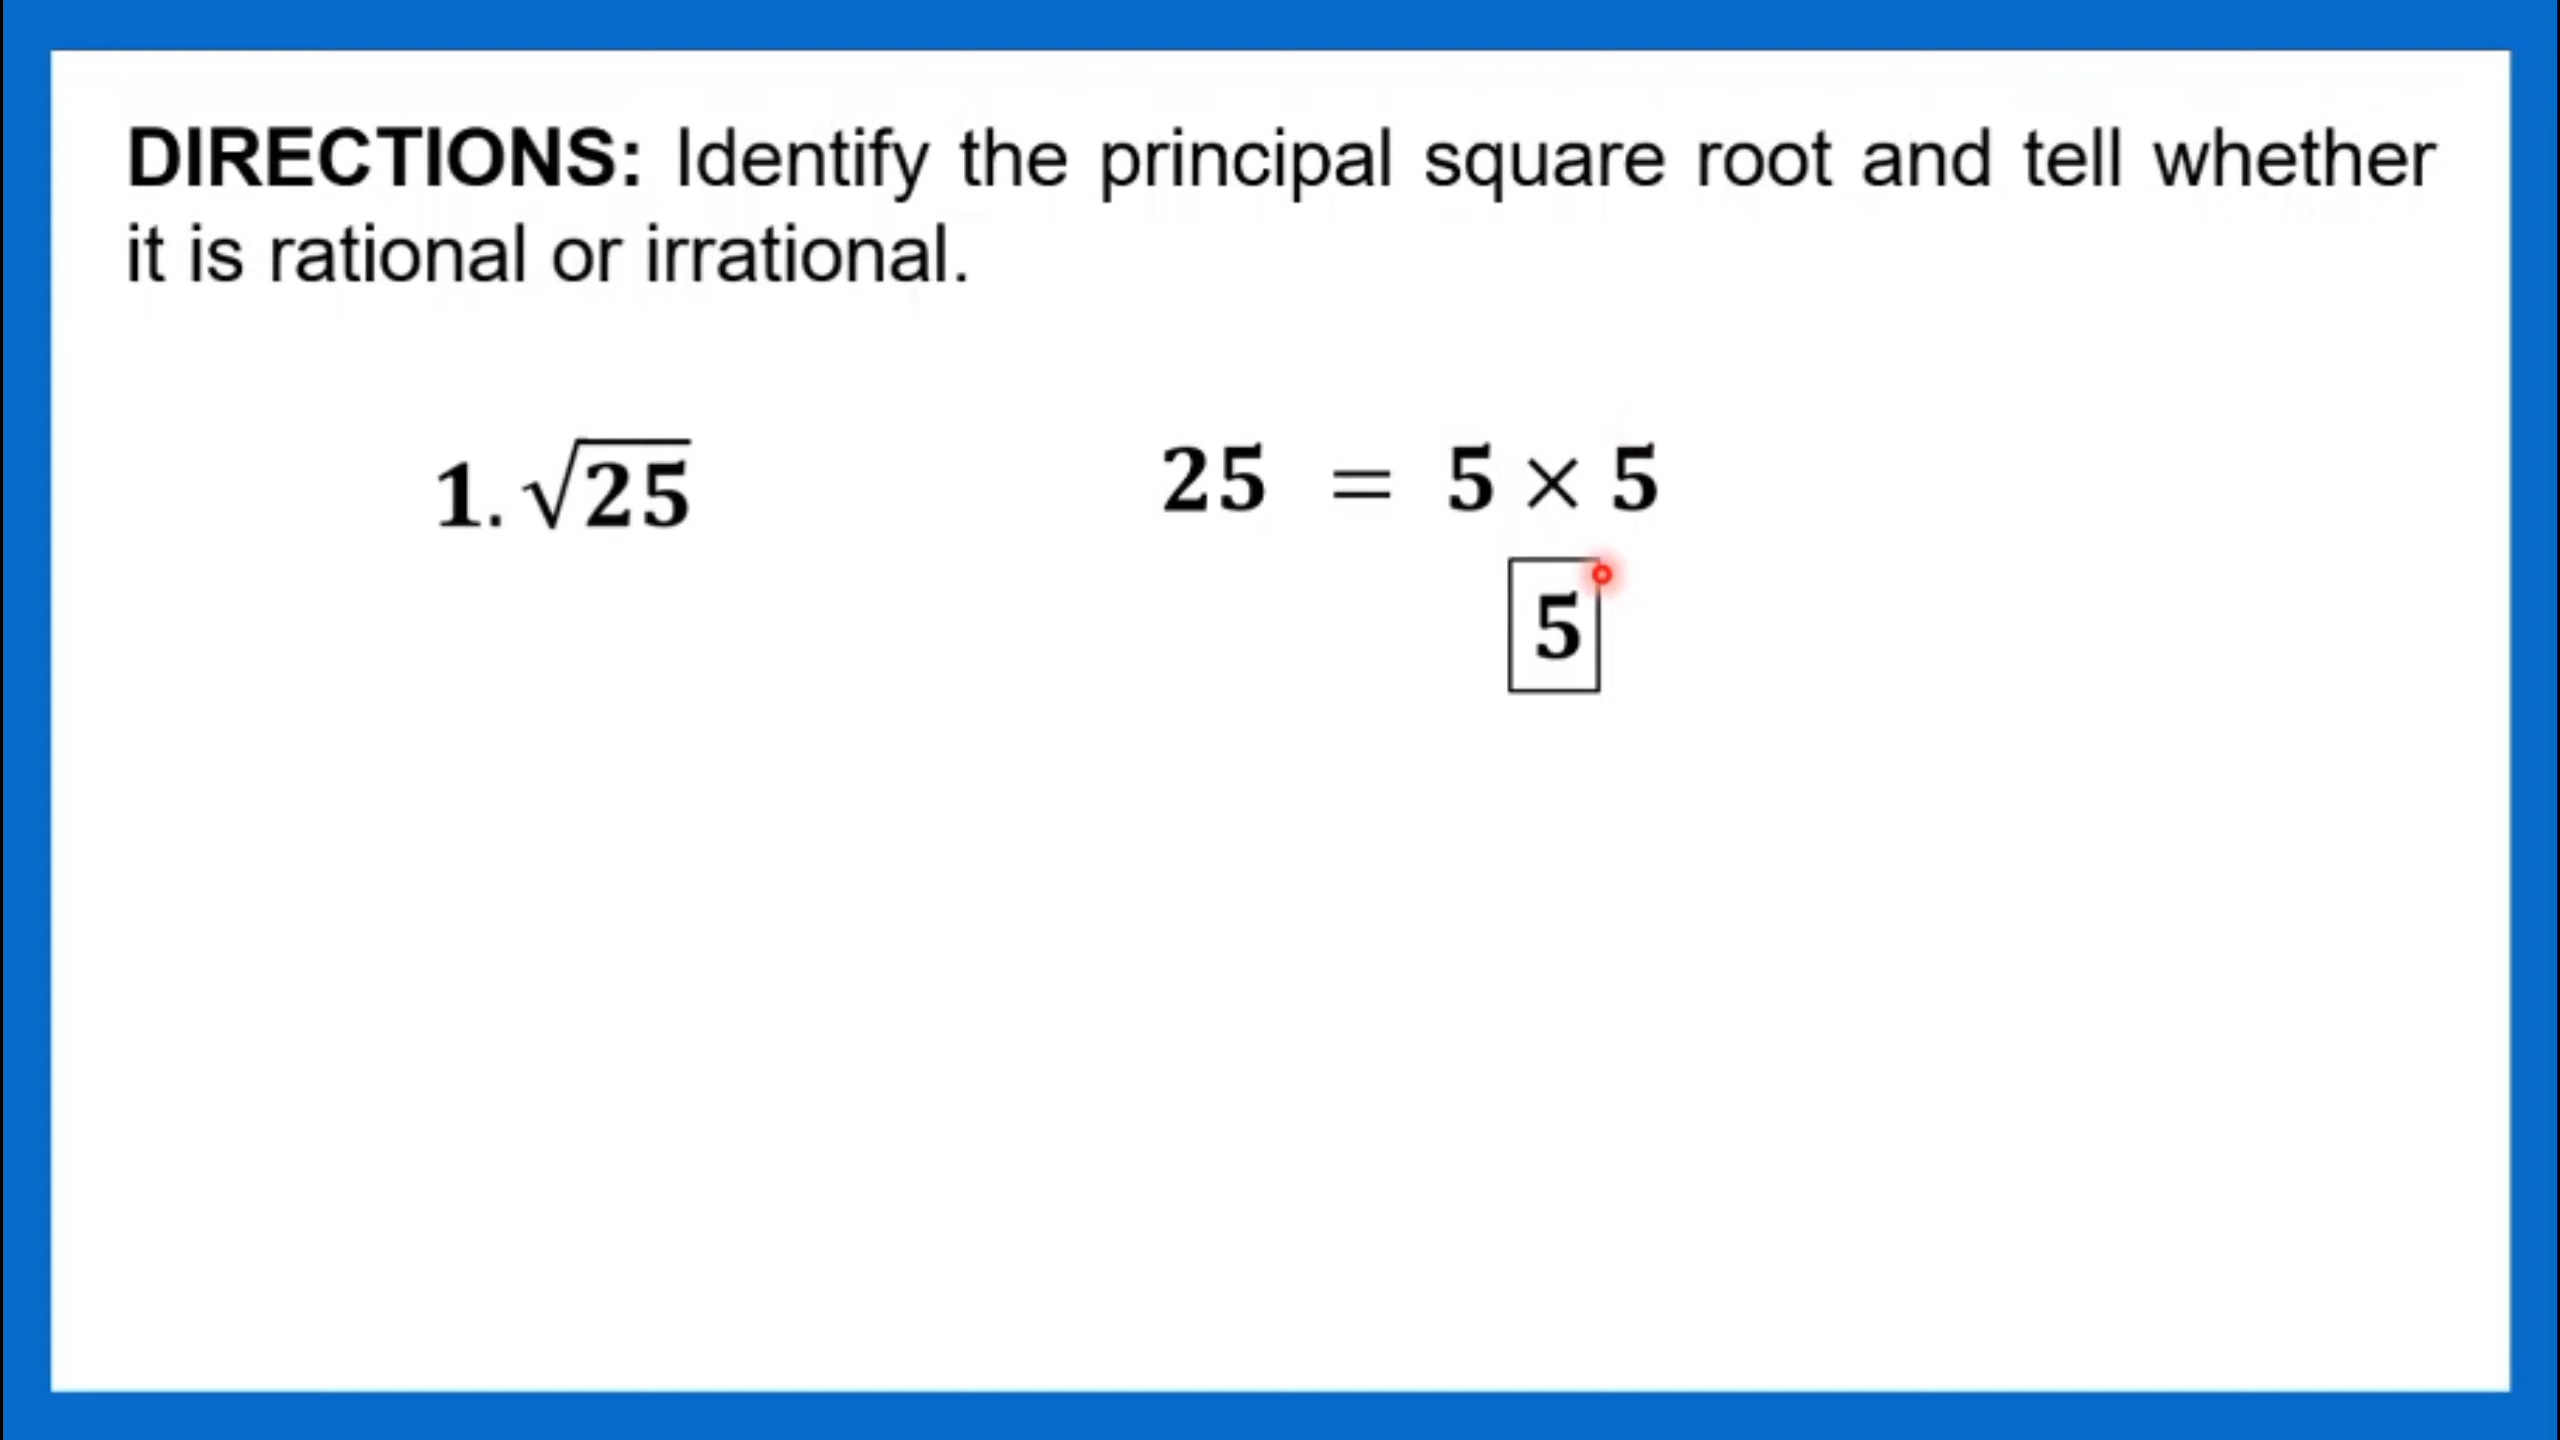 DIRECTIONS: Identify the principal square root and tell whether
it is rational or irrational.
1. √25
25 = 5 × 5
5